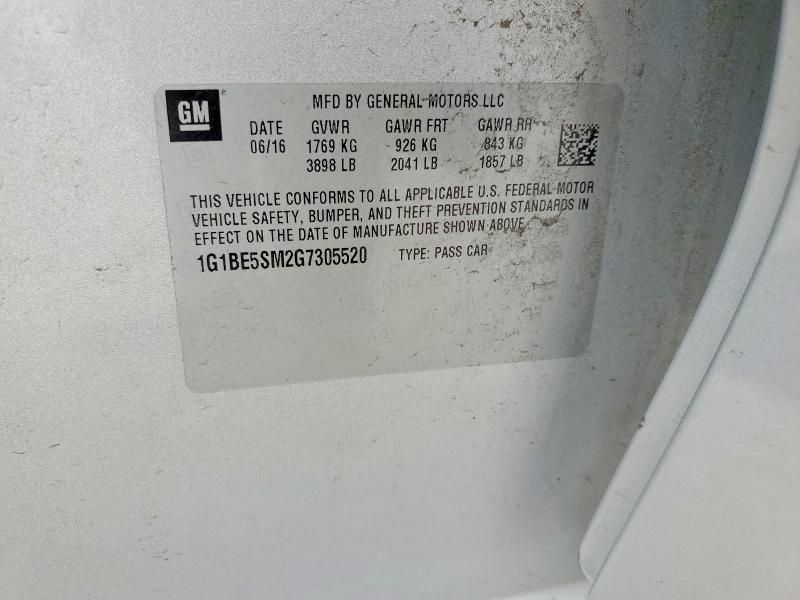 GM
MFD BY GENERAL MOTORS LLC
DATE GVWR GAWR FRT GAWR RR
06/16 1769 KG 926 KG 843 KG
3898 LB 2041 LB 1857 LB
THIS VEHICLE CONFORMS TO ALL APPLICABLE U.S. FEDERAL MOTOR
VEHICLE SAFETY, BUMPER, AND THEFT PREVENTION STANDARDS IN
EFFECT ON THE DATE OF MANUFACTURE SHOWN ABOVE.
1G1BE5SM2G7305520 TYPE: PASS CAR